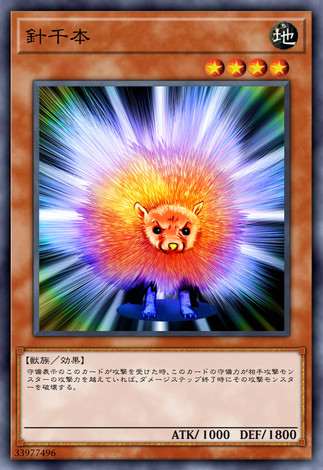 針千本
地
【獣族／効果】
守備表示のこのカードが攻撃を受けた時、このカードの守備力が相手攻撃モ
ンスターの攻撃力を越えていれば、ダメージステップ終了時にその攻撃モンスタ
ーを破壊する。
ATK/1000 DEF/1800
33977496